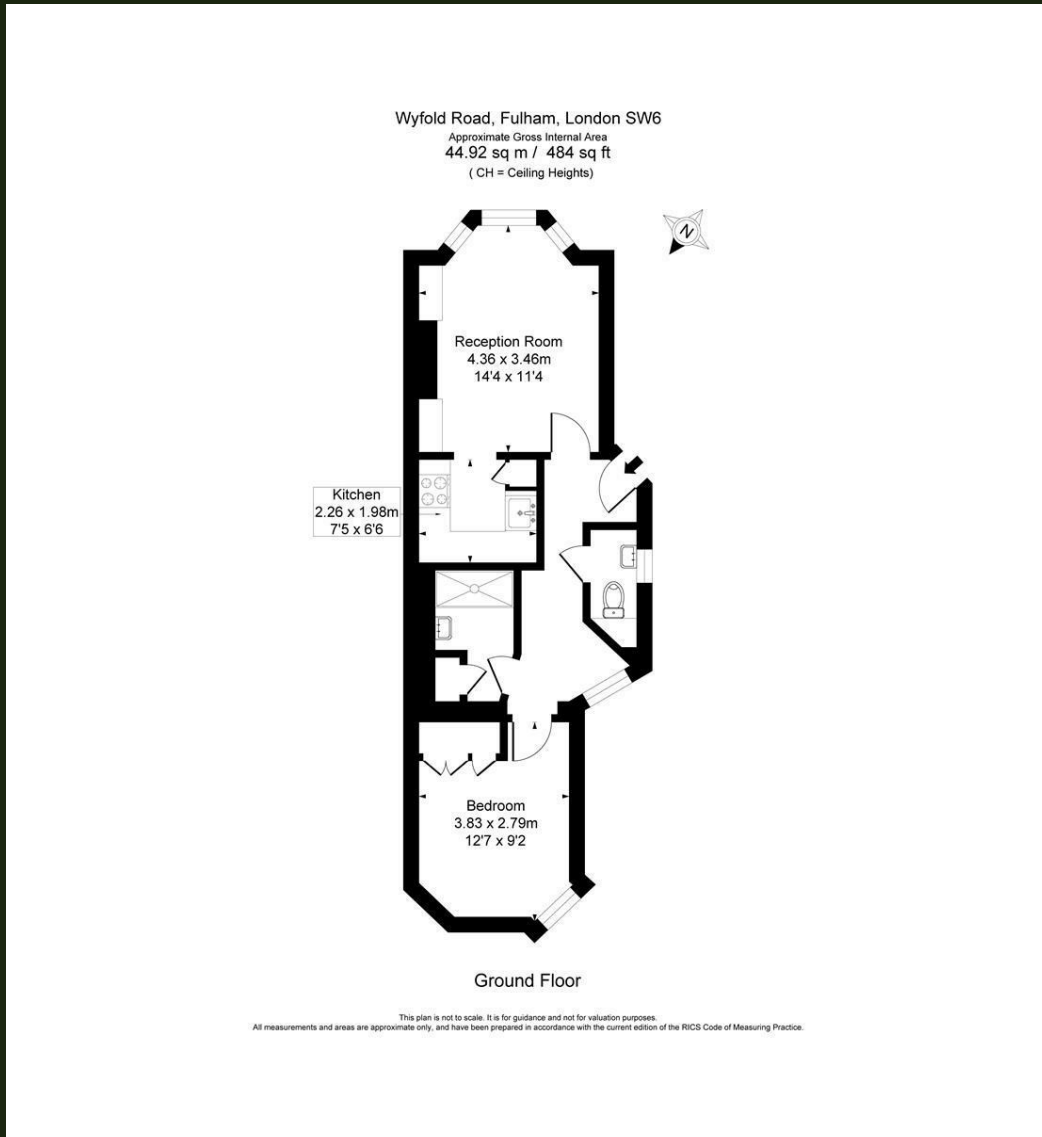 Wyfold Road, Fulham, London SW6
Approximate Gross Internal Area
44.92 sq m / 484 sq ft
( CH = Ceiling Heights)
N
Reception Room
4.36 x 3.46m
14'4 x 11'4
Kitchen
2.26 x 1.98m
7'5 x 6'6
Bedroom
3.83 x 2.79m
12'7 x 9'2
Ground Floor
This plan is not to scale. It is for guidance and not for valuation purposes.
All measurements and areas are approximate only, and have been prepared in accordance with the current edition of the RICS Code of Measuring Practice.